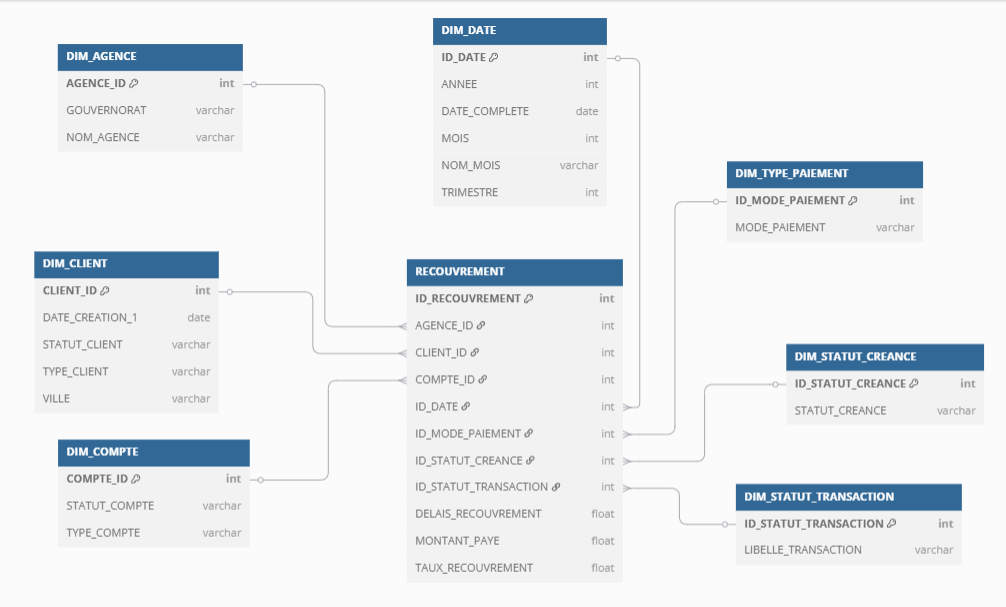 DIM_DATE
ID_DATE int
ANNEE int
DATE_COMPLETE date
MOIS int
NOM_MOIS varchar
TRIMESTRE int
DIM_AGENCE
AGENCE_ID int
GOUVERNORAT varchar
NOM_AGENCE varchar
DIM_TYPE_PAIEMENT
ID_MODE_PAIEMENT int
MODE_PAIEMENT varchar
DIM_CLIENT
CLIENT_ID int
DATE_CREATION_1 date
STATUT_CLIENT varchar
TYPE_CLIENT varchar
VILLE varchar
RECOUVREMENT
ID_RECOUVREMENT int
AGENCE_ID int
CLIENT_ID int
COMPTE_ID int
ID_DATE int
ID_MODE_PAIEMENT int
ID_STATUT_CREANCE int
ID_STATUT_TRANSACTION int
DELAIS_RECOUVREMENT float
MONTANT_PAYE float
TAUX_RECOUVREMENT float
DIM_STATUT_CREANCE
ID_STATUT_CREANCE int
STATUT_CREANCE varchar
DIM_COMPTE
COMPTE_ID int
STATUT_COMPTE varchar
TYPE_COMPTE varchar
DIM_STATUT_TRANSACTION
ID_STATUT_TRANSACTION int
LIBELLE_TRANSACTION varchar